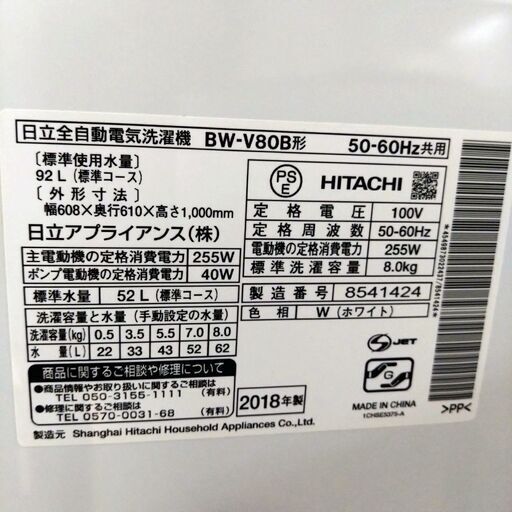 日立全自動電気洗濯機 BW-V80B形 50-60Hz共用
〔標準使用水量〕
92 L (標準コース)
〔外形寸法〕
幅608×奥行610×高さ1,000mm
日立アプライアンス(株)
主電動機の定格消費電力 255W
ポンプ電動機の定格消費電力 40W
標準水量 52 L (標準コース)
洗濯容量と水量 (手動設定の水量)
洗濯容量(kg) 0.5 3.5 5.5 7.0 8.0
水量(L) 22 33 43 52 62
商品に関するご相談や修理について
●商品情報やお取り扱いに関するご相談など
TEL 050-3155-1111 (有料)
●修理などに関するご相談など
TEL 0570-0031-68 (有料)
2018年製
製造元 Shanghai Hitachi Household Appliances Co.,Ltd.
PS
E
HITACHI
定格電圧 100V
定格周波数 50-60Hz
電動機の定格消費電力 255W
標準洗濯容量 8.0kg
製造番号 8541424
色相 W (ホワイト)
S JET
MADE IN CHINA
1CHSE5375-A
>PP<